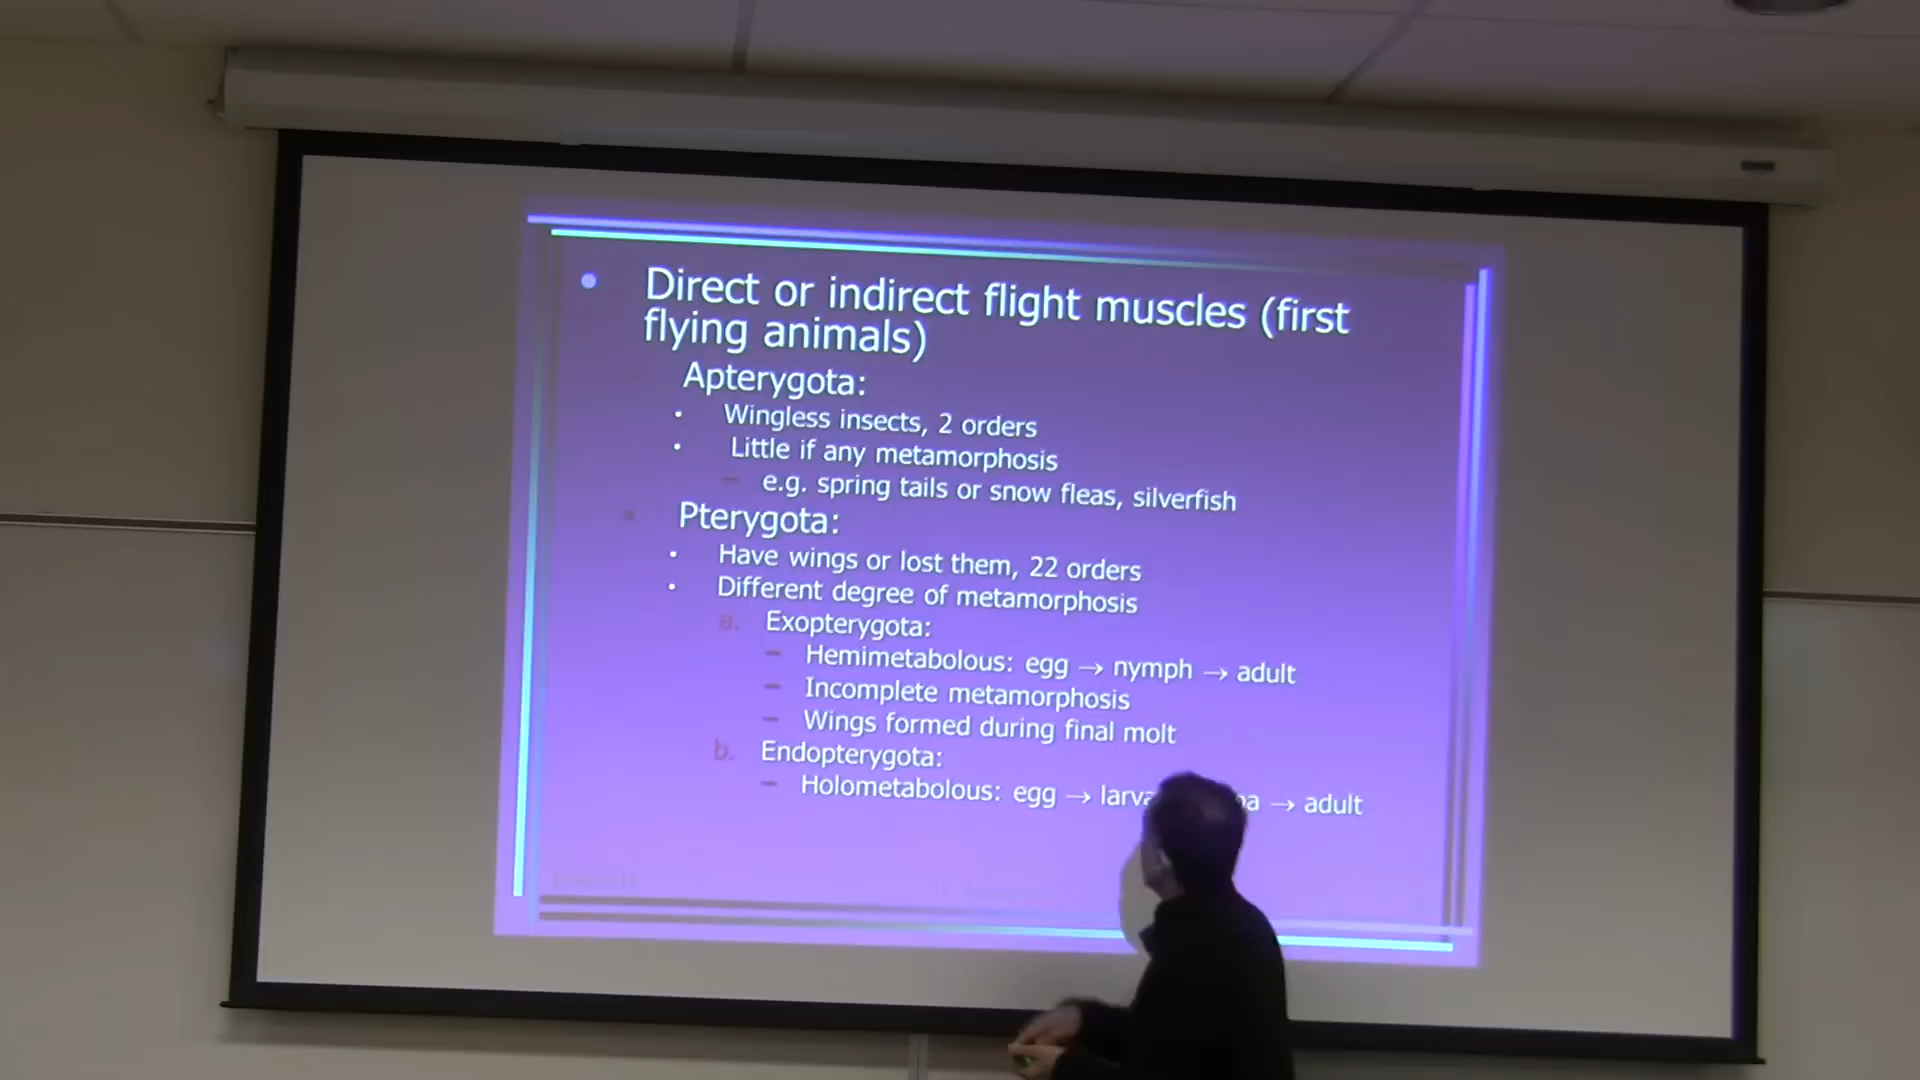 Direct or indirect flight muscles (first
flying animals)
Apterygota:
Wingless insects, 2 orders
Little if any metamorphosis
e.g. spring tails or snow fleas, silverfish
Pterygota:
Have wings or lost them, 22 orders
Different degree of metamorphosis
a. Exopterygota:
Hemimetabolous: egg → nymph → adult
Incomplete metamorphosis
Wings formed during final molt
b. Endopterygota:
Holometabolous: egg → → adult